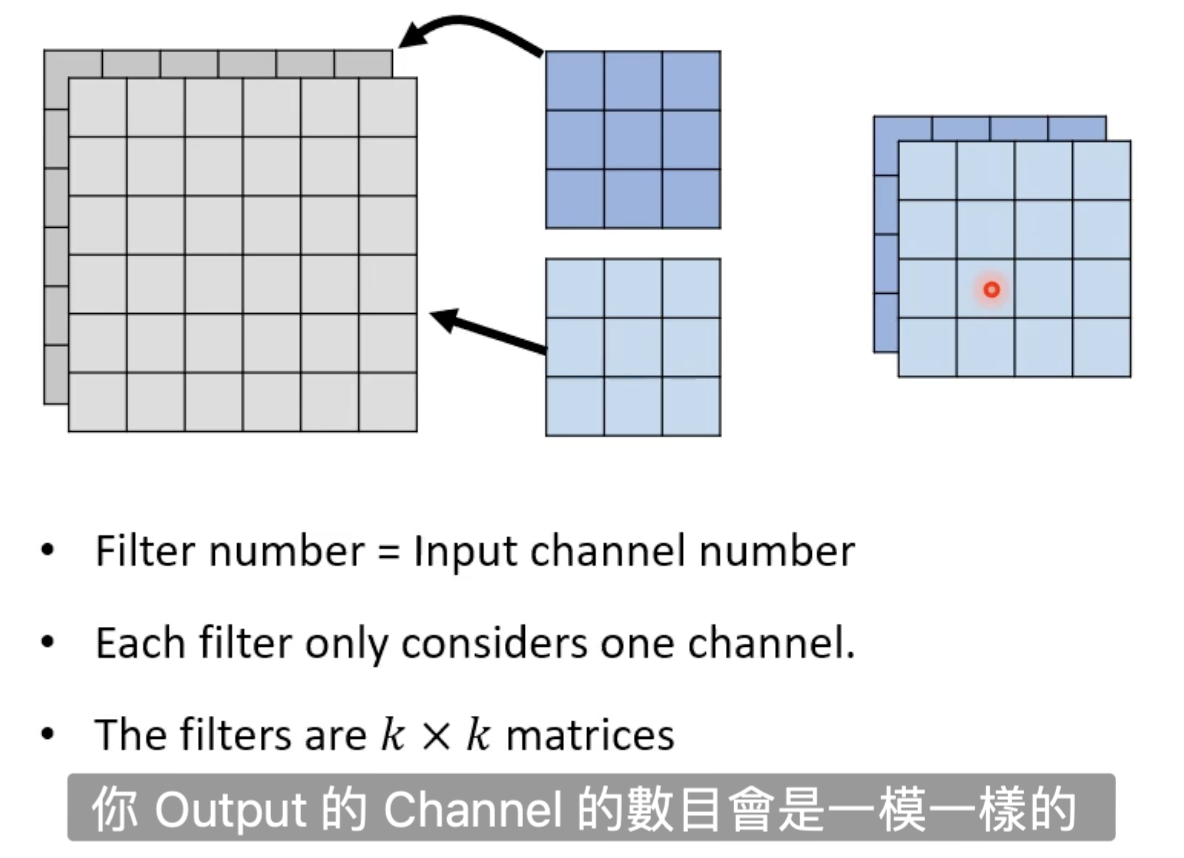 • Filter number = Input channel number
• Each filter only considers one channel.
• The filters are k × k matrices
你 Output 的 Channel 的數目會是一模一樣的